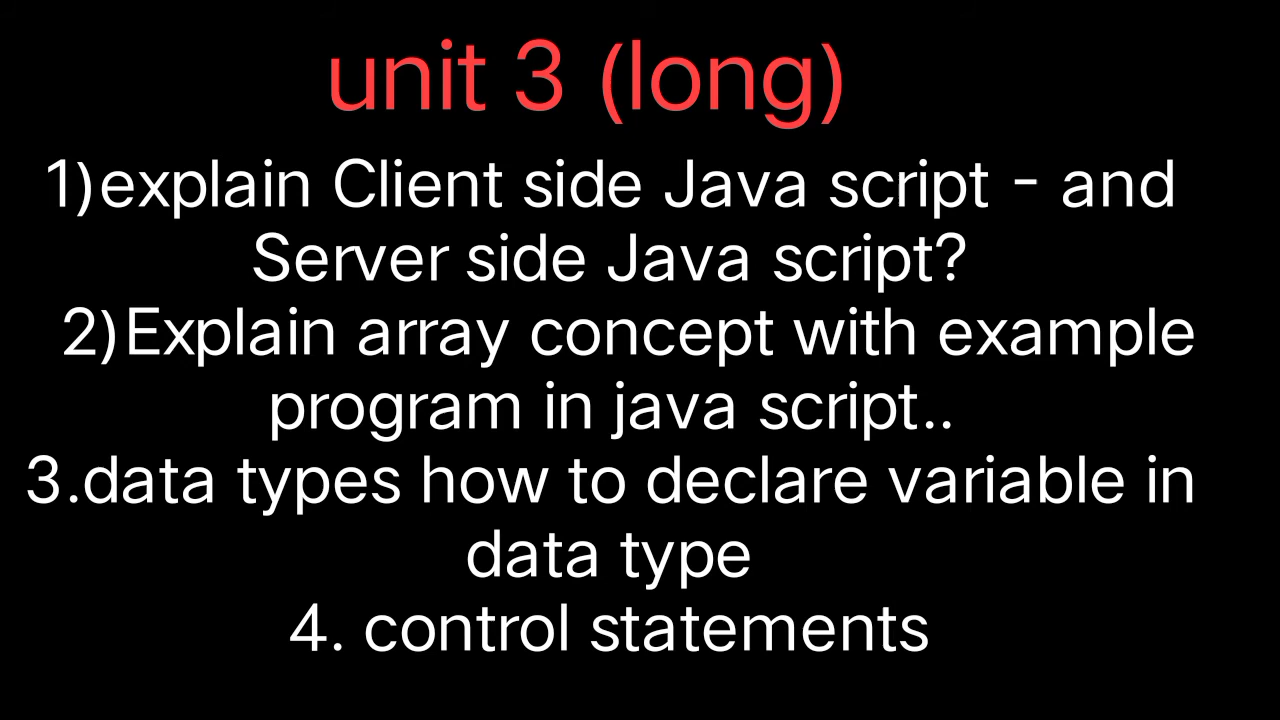 unit 3 (long)
1)explain Client side Java script - and
Server side Java script?
2)Explain array concept with example
program in java script..
3.data types how to declare variable in
data type
4. control statements